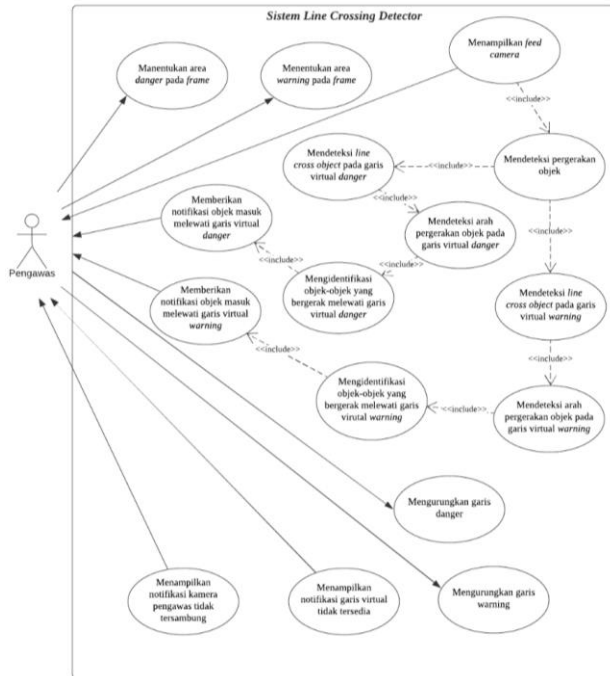 Sistem Line Crossing Detector
Manentukan area
danger pada frame
Menentukan area
warning pada frame
Menampilkan feed
camera
<<include>>
Mendeteksi line
cross object pada garis
virtual danger
<<include>>
Mendeteksi pergerakan
objek
<<include>>
Memberikan
notifikasi objek masuk
melewati garis virtual
danger
Mendeteksi arah
pergerakan objek pada
garis virtual danger
<<include>>
<<include>>
<<include>>
Pengawas
Mengidentifikasi
objek-objek yang
bergerak melewati garis
virtual danger
Memberikan
notifikasi objek masuk
melewati garis virtual
warning
Mendeteksi line
cross object pada garis
virtual warning
<<include>>
<<include>>
Mengidentifikasi
objek-objek yang
bergerak melewati garis
virutal warning
<<include>>
Mendeteksi arah
pergerakan objek pada
garis virtual warning
Mengurungkan garis
danger
Menampilkan
notifikasi kamera
pengawas tidak
tersambung
Menampilkan
notifikasi garis virtual
tidak tersedia
Mengurungkan garis
warning